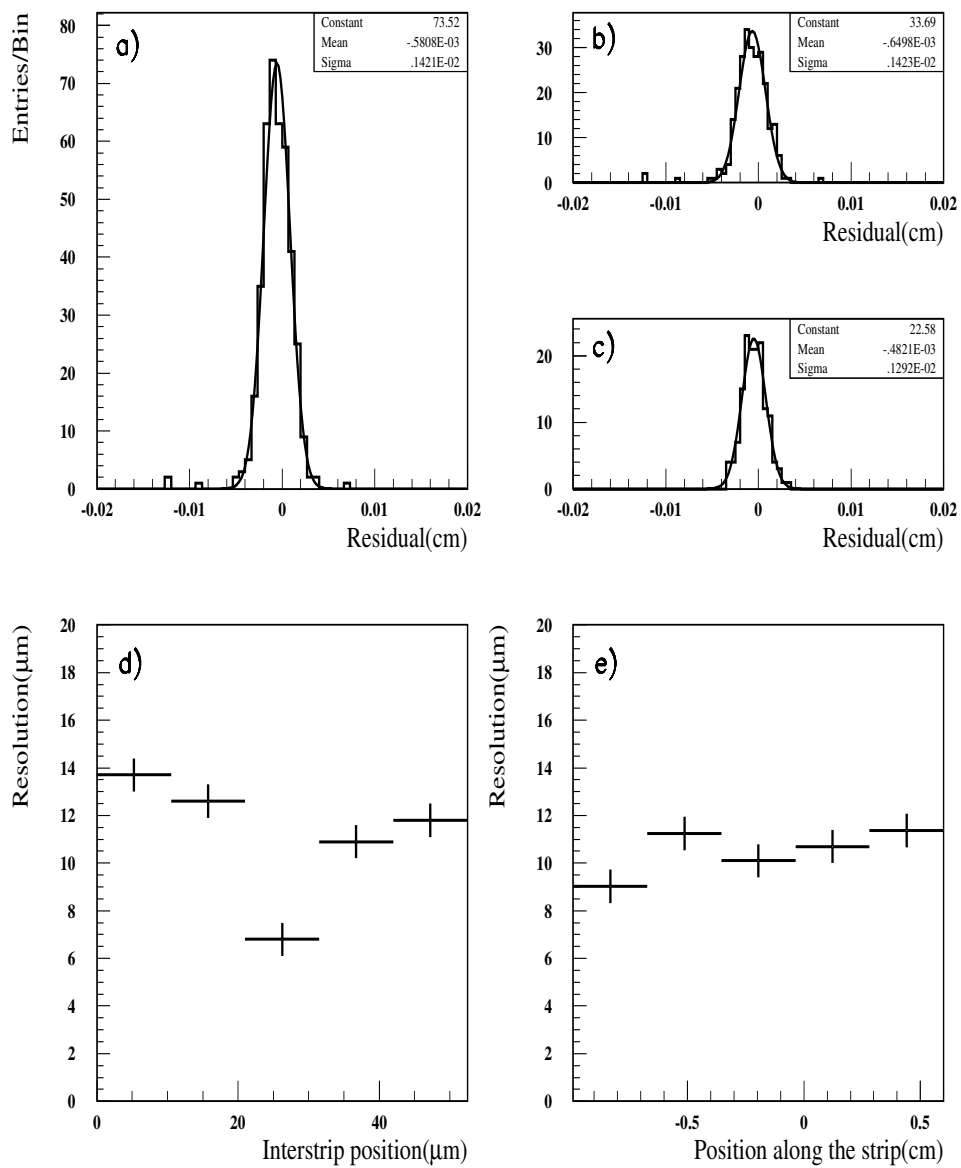 Entries/Bin
a)
Constant 73.52
Mean -.5808E-03
Sigma .1421E-02
80
70
60
50
40
30
20
10
0
-0.02 -0.01 0 0.01 0.02
Residual(cm)
b)
Constant 33.69
Mean -.6498E-03
Sigma .1423E-02
30
20
10
0
-0.02 -0.01 0 0.01 0.02
Residual(cm)
c)
Constant 22.58
Mean -.4821E-03
Sigma .1292E-02
20
10
0
-0.02 -0.01 0 0.01 0.02
Residual(cm)
Resolution(μm)
d)
20
18
16
14
12
10
8
6
4
2
0
0 20 40
Interstrip position(μm)
Resolution(μm)
e)
20
18
16
14
12
10
8
6
4
2
0
-0.5 0 0.5
Position along the strip(cm)